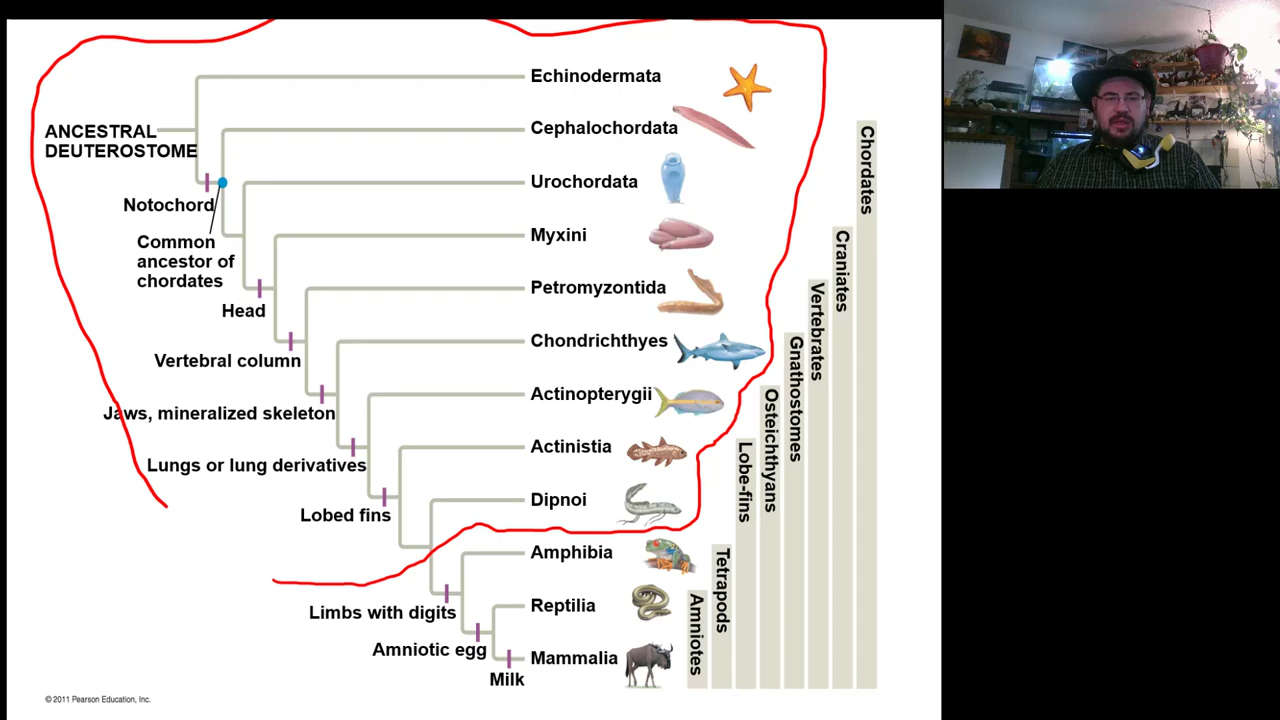 Echinodermata
Cephalochordata
ANCESTRAL
DEUTEROSTOME
Urochordata
Notochord
Common
ancestor of
chordates
Myxini
Petromyzontida
Head
Chondrichthyes
Vertebral column
Actinopterygii
Jaws, mineralized skeleton
Actinistia
Lungs or lung derivatives
Dipnoi
Lobed fins
Amphibia
Reptilia
Limbs with digits
Amniotic egg
Mammalia
Milk
Amniotes
Tetrapods
Lobe-fins
Osteichthyans
Gnathostomes
Vertebrates
Craniates
Chordates
© 2011 Pearson Education, Inc.